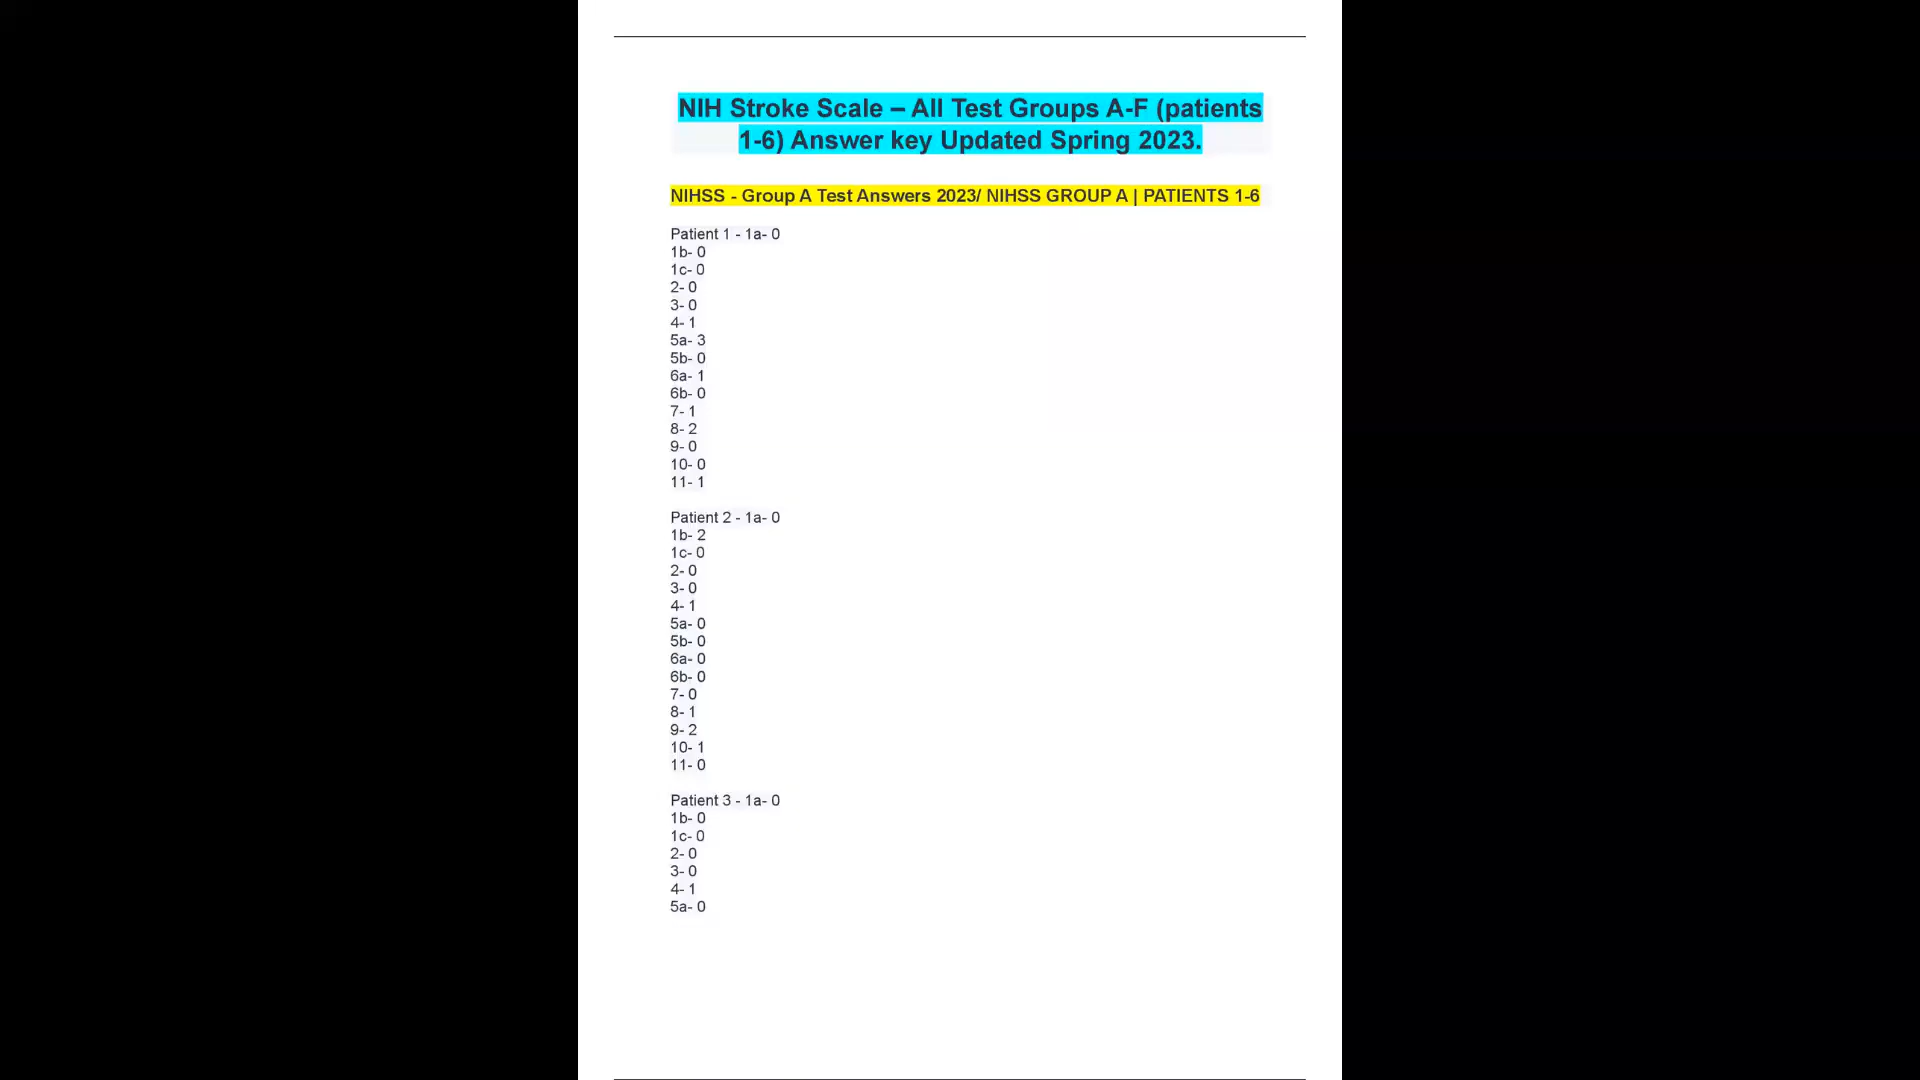 NIH Stroke Scale – All Test Groups A-F (patients
1-6) Answer key Updated Spring 2023.
NIHSS - Group A Test Answers 2023/ NIHSS GROUP A | PATIENTS 1-6
Patient 1 - 1a- 0
1b- 0
1c- 0
2- 0
3- 0
4- 1
5a- 3
5b- 0
6a- 1
6b- 0
7- 1
8- 2
9- 0
10- 0
11- 1
Patient 2 - 1a- 0
1b- 2
1c- 0
2- 0
3- 0
4- 1
5a- 0
5b- 0
6a- 0
6b- 0
7- 0
8- 1
9- 2
10- 1
11- 0
Patient 3 - 1a- 0
1b- 0
1c- 0
2- 0
3- 0
4- 1
5a- 0